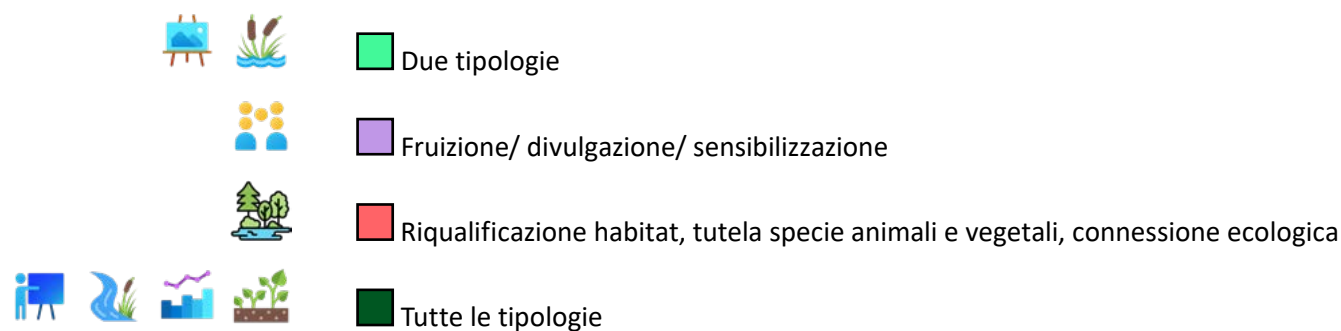 Due tipologie
Fruizione/ divulgazione/ sensibilizzazione
Riqualificazione habitat, tutela specie animali e vegetali, connessione ecologica
Tutte le tipologie